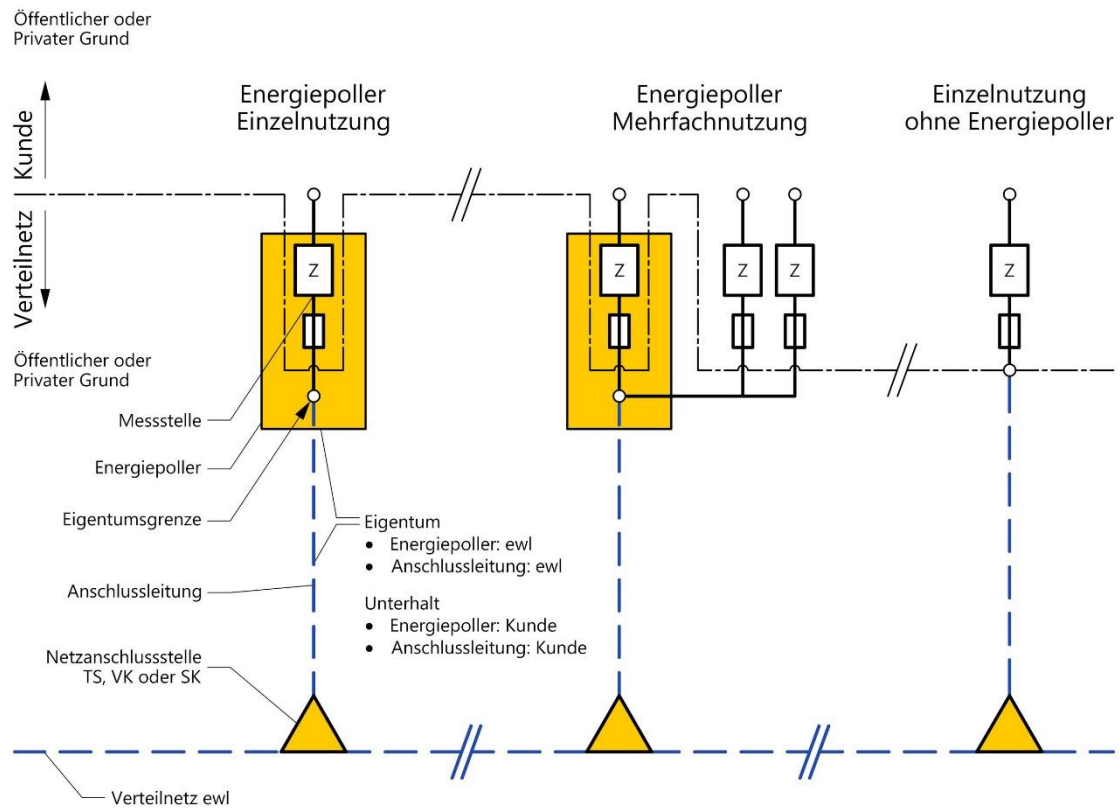 Öffentlicher oder
Privater Grund
Kunde
Verteilnetz
Öffentlicher oder
Privater Grund
Energiepoller
Einzelnutzung
Energiepoller
Mehrfachnutzung
Einzelnutzung
ohne Energiepoller
Z
Z
Z
Z
Z
Messstelle
Energiepoller
Eigentumsgrenze
Anschlussleitung
Netzanschlussstelle
TS, VK oder SK
Eigentum
• Energiepoller: ewl
• Anschlussleitung: ewl
Unterhalt
• Energiepoller: Kunde
• Anschlussleitung: Kunde
Verteilnetz ewl